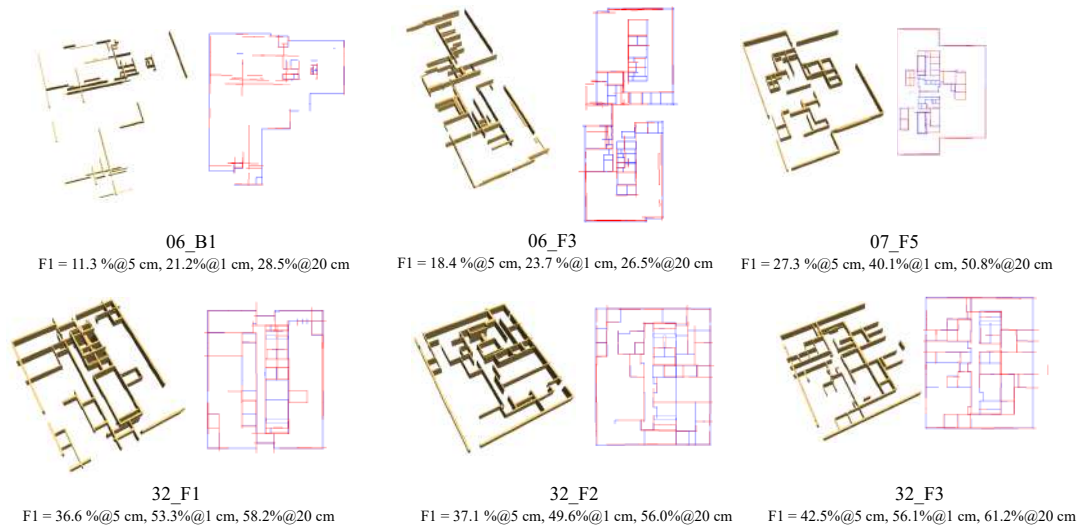 06_B1
F1 = 11.3 %@5 cm, 21.2%@1 cm, 28.5%@20 cm
06_F3
F1 = 18.4 %@5 cm, 23.7 %@1 cm, 26.5%@20 cm
07_F5
F1 = 27.3 %@5 cm, 40.1%@1 cm, 50.8%@20 cm
32_F1
F1 = 36.6 %@5 cm, 53.3%@1 cm, 58.2%@20 cm
32_F2
F1 = 37.1 %@5 cm, 49.6%@1 cm, 56.0%@20 cm
32_F3
F1 = 42.5%@5 cm, 56.1%@1 cm, 61.2%@20 cm